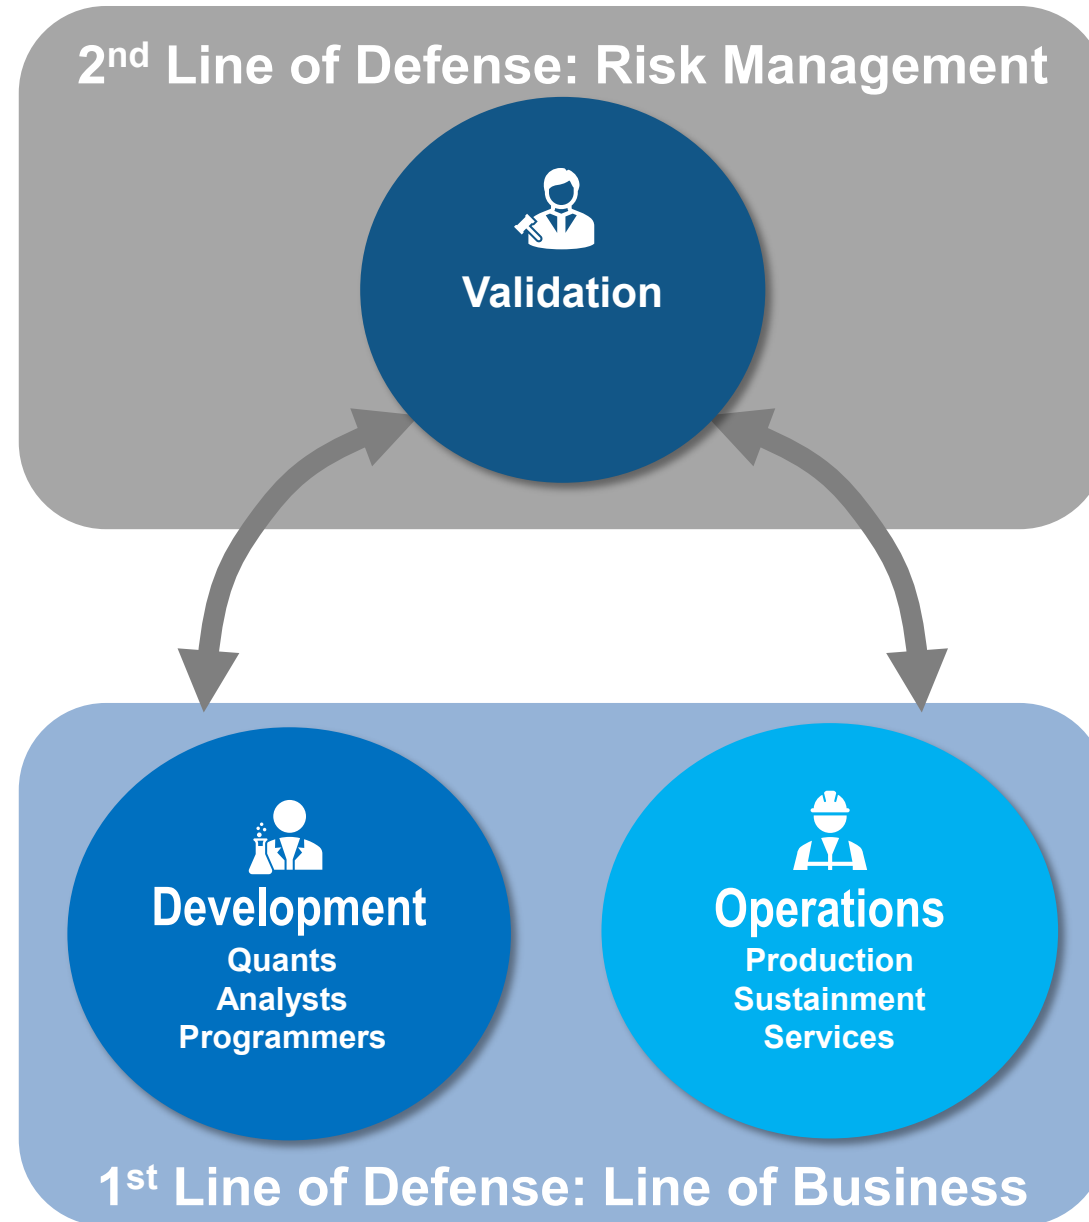 2nd Line of Defense: Risk Management
Validation
Development
Quants
Analysts
Programmers
Operations
Production
Sustainment
Services
1st Line of Defense: Line of Business